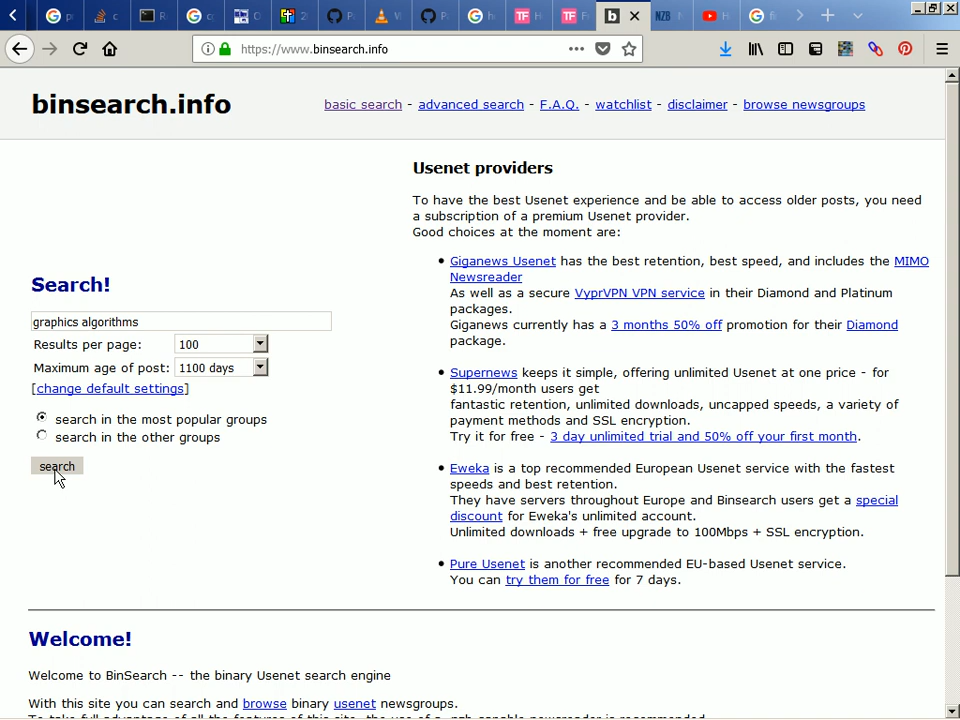 https://www.binsearch.info
binsearch.info
basic search - advanced search - F.A.Q. - watchlist - disclaimer - browse newsgroups
Usenet providers
To have the best Usenet experience and be able to access older posts, you need
a subscription of a premium Usenet provider.
Good choices at the moment are:
• Giganews Usenet has the best retention, best speed, and includes the MIMO
Newsreader
As well as a secure VyprVPN VPN service in their Diamond and Platinum
packages.
Giganews currently has a 3 months 50% off promotion for their Diamond
package.
• Supernews keeps it simple, offering unlimited Usenet at one price - for
$11.99/month users get
fantastic retention, unlimited downloads, uncapped speeds, a variety of
payment methods and SSL encryption.
Try it for free - 3 day unlimited trial and 50% off your first month.
• Eweka is a top recommended European Usenet service with the fastest
speeds and best retention.
They have servers throughout Europe and Binsearch users get a special
discount for Eweka's unlimited account.
Unlimited downloads + free upgrade to 100Mbps + SSL encryption.
• Pure Usenet is another recommended EU-based Usenet service.
You can try them for free for 7 days.
Search!
graphics algorithms
Results per page: 100
Maximum age of post: 1100 days
[change default settings]
search in the most popular groups
search in the other groups
search
Welcome!
Welcome to BinSearch -- the binary Usenet search engine
With this site you can search and browse binary usenet newsgroups.